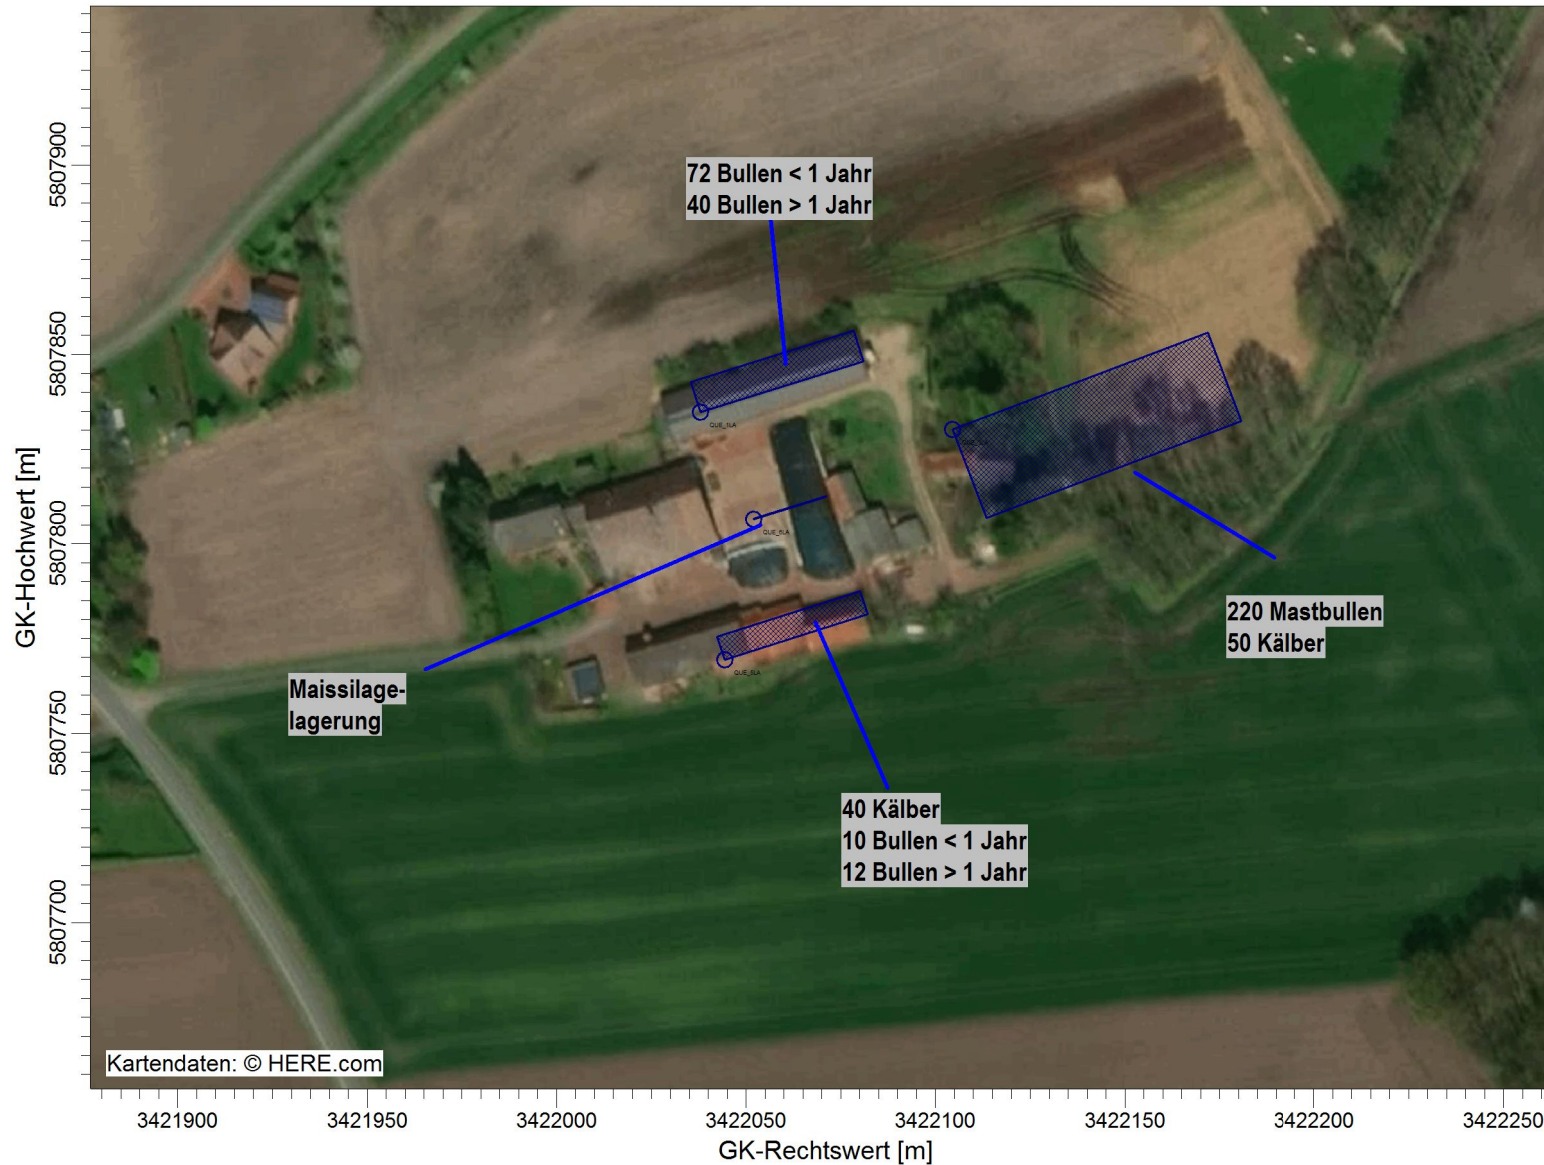 72 Bullen < 1 Jahr
40 Bullen > 1 Jahr
220 Mastbullen
50 Kälber
Maissilage-
lagerung
40 Kälber
10 Bullen < 1 Jahr
12 Bullen > 1 Jahr
Kartendaten: © HERE.com
GK-Hochwert [m]
5807900
5807850
5807800
5807750
5807700
3421900
3421950
3422000
3422050
3422100
3422150
3422200
3422250
GK-Rechtswert [m]